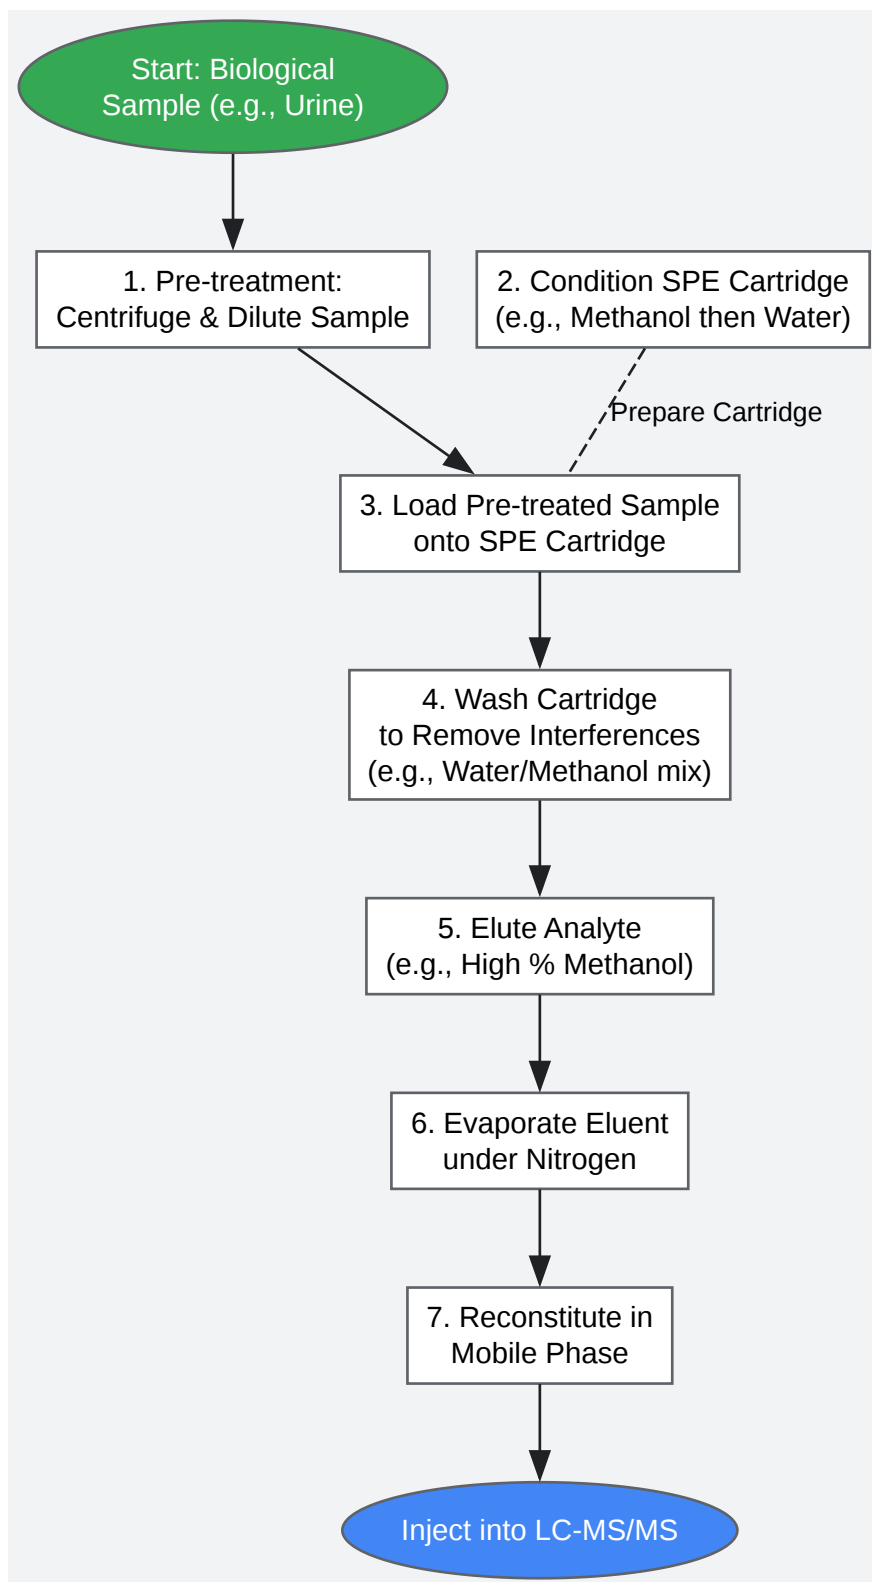 Start: Biological
Sample (e.g., Urine)
1. Pre-treatment:
Centrifuge & Dilute Sample
2. Condition SPE Cartridge
(e.g., Methanol then Water)
Prepare Cartridge
3. Load Pre-treated Sample
onto SPE Cartridge
4. Wash Cartridge
to Remove Interferences
(e.g., Water/Methanol mix)
5. Elute Analyte
(e.g., High % Methanol)
6. Evaporate Eluent
under Nitrogen
7. Reconstitute in
Mobile Phase
Inject into LC-MS/MS